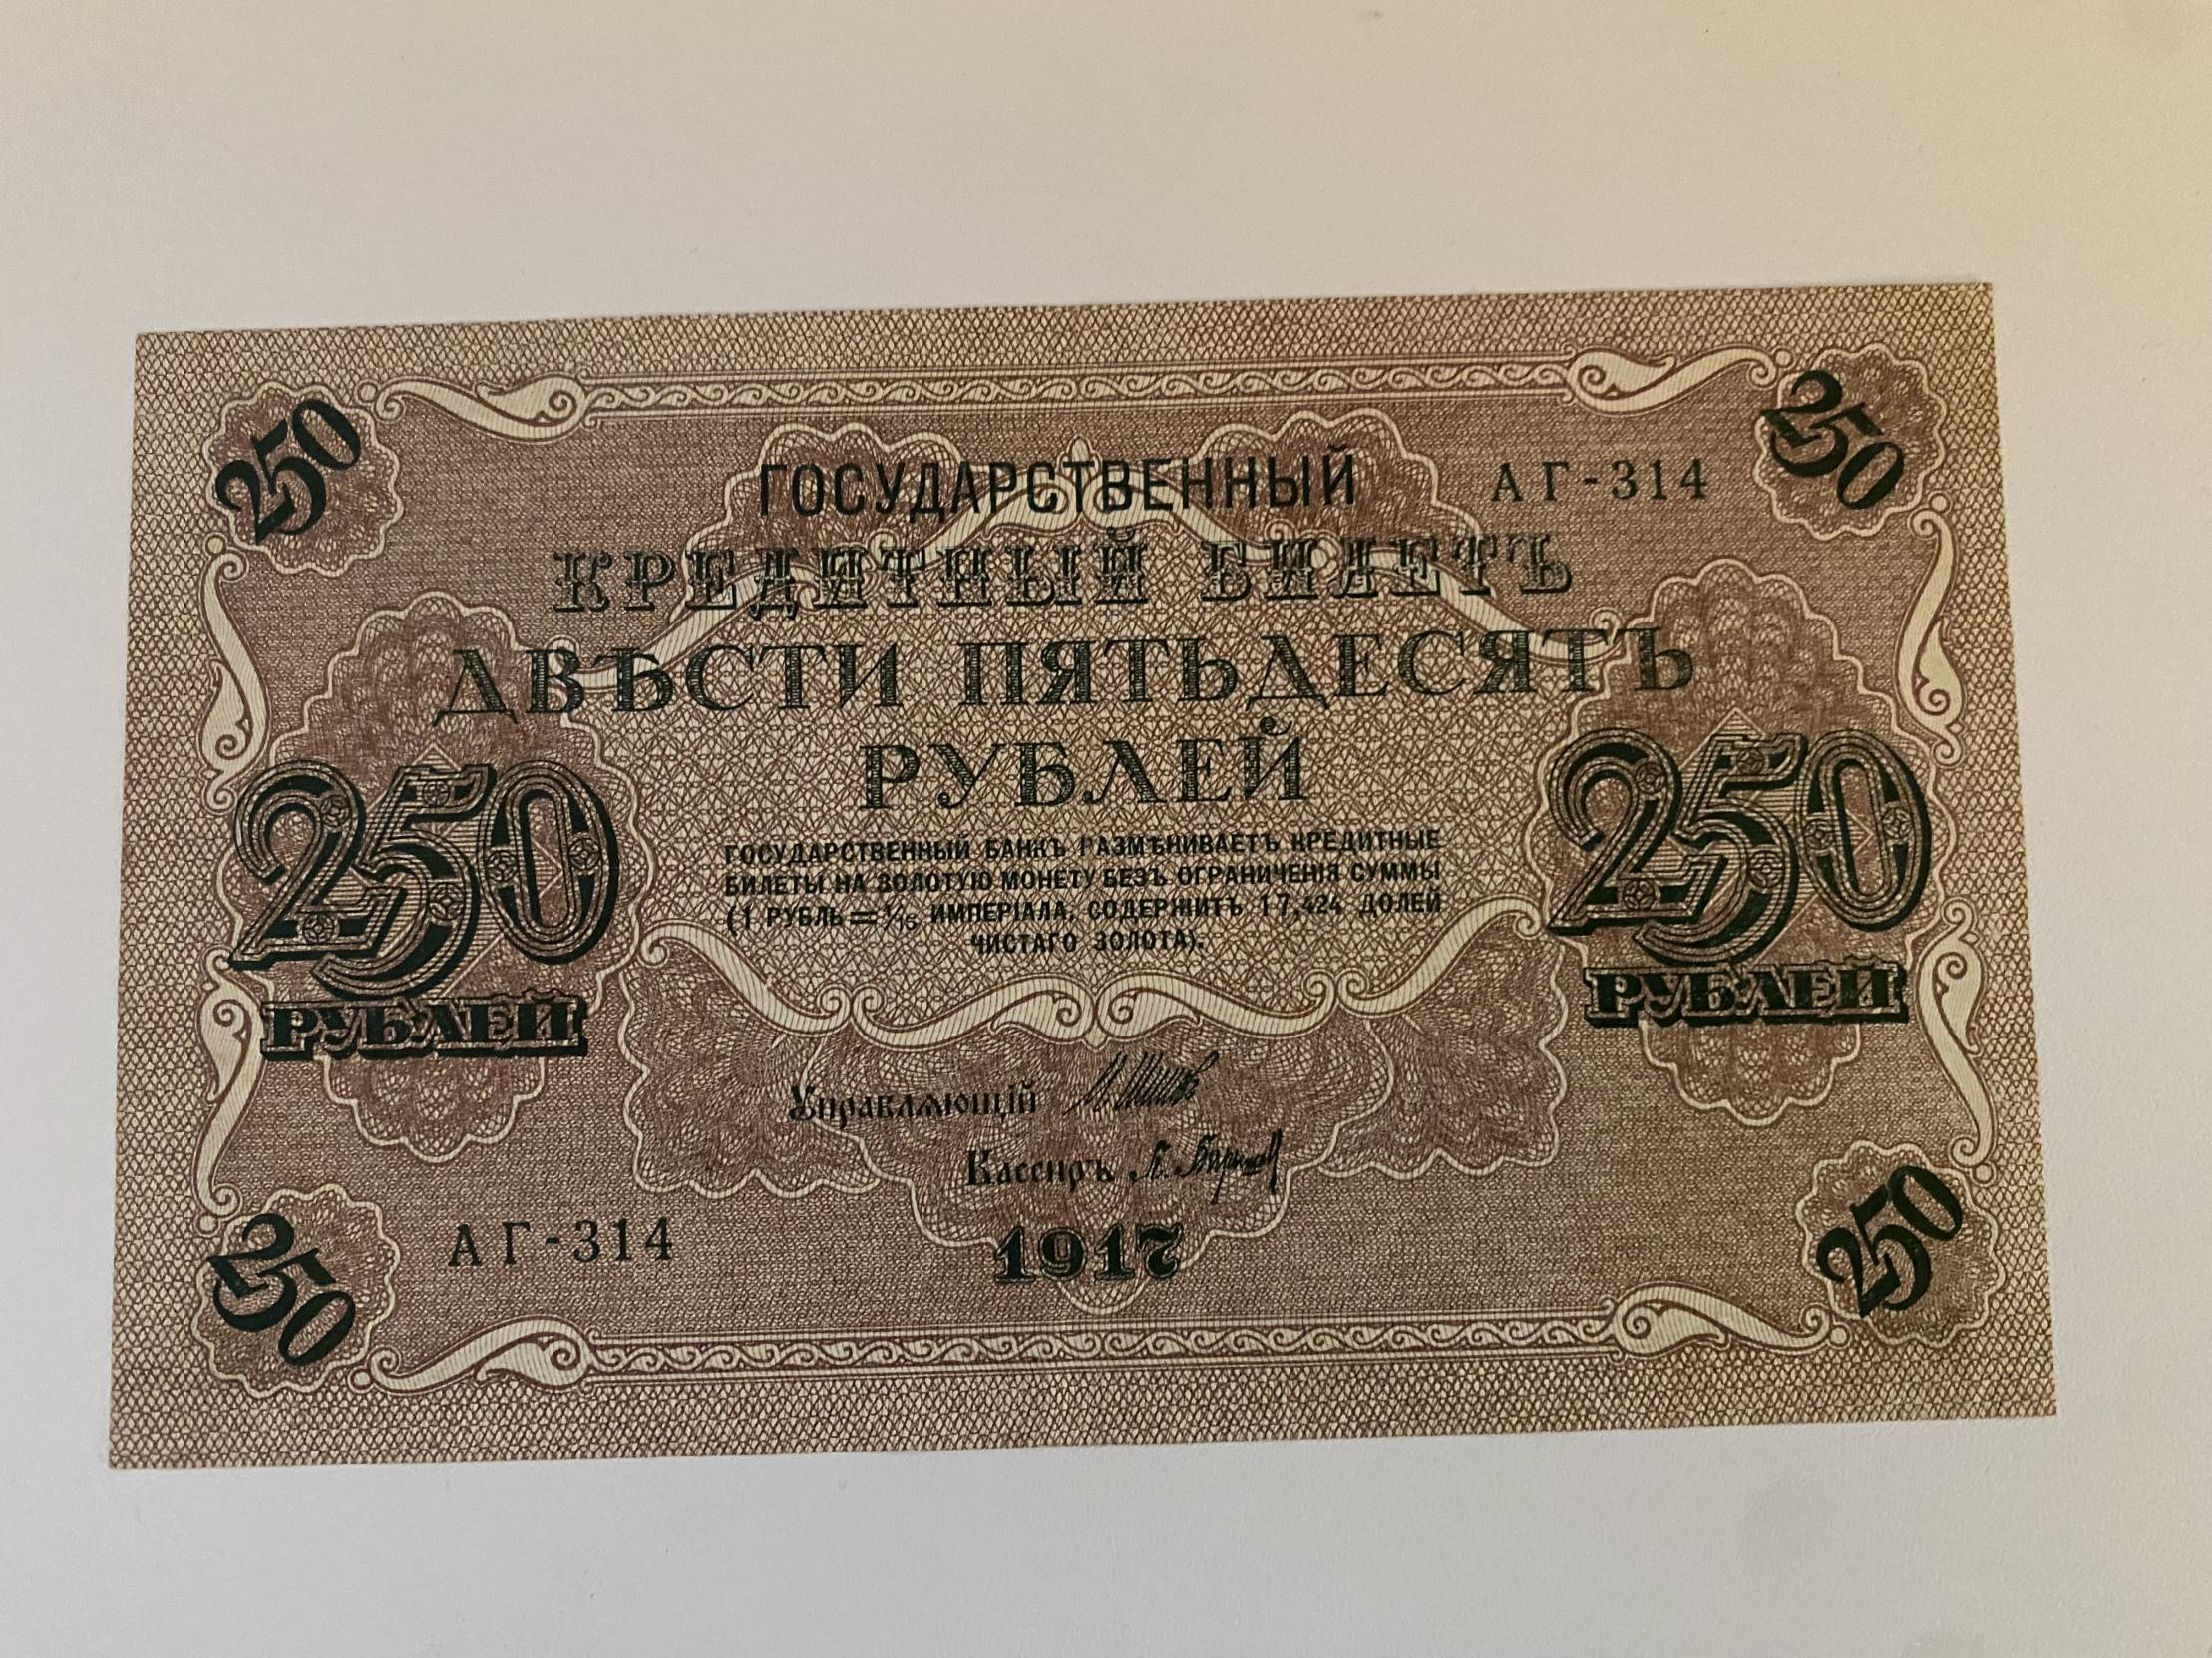 250
250
ГОСУДАРСТВЕННЫЙ
АГ-314
КРЕДИТНЫЙ БИЛЕТЪ
ДВѢСТИ ПЯТЬДЕСЯТЪ
РУБЛЕЙ
250
РУБЛЕЙ
250
РУБЛЕЙ
ГОСУДАРСТВЕННЫЙ БАНКЪ РАЗМѢНИВАЕТЪ КРЕДИТНЫЕ
БИЛЕТЫ НА ЗОЛОТУЮ МОНЕТУ БЕЗЪ ОГРАНИЧЕНІЯ СУММЫ
(1 РУБЛЬ = 1/15 ИМПЕРІАЛА, СОДЕРЖИТЪ 17,424 ДОЛЕЙ
ЧИСТАГО ЗОЛОТА).
Управляющій
Кассиръ
АГ-314
1917
250
250